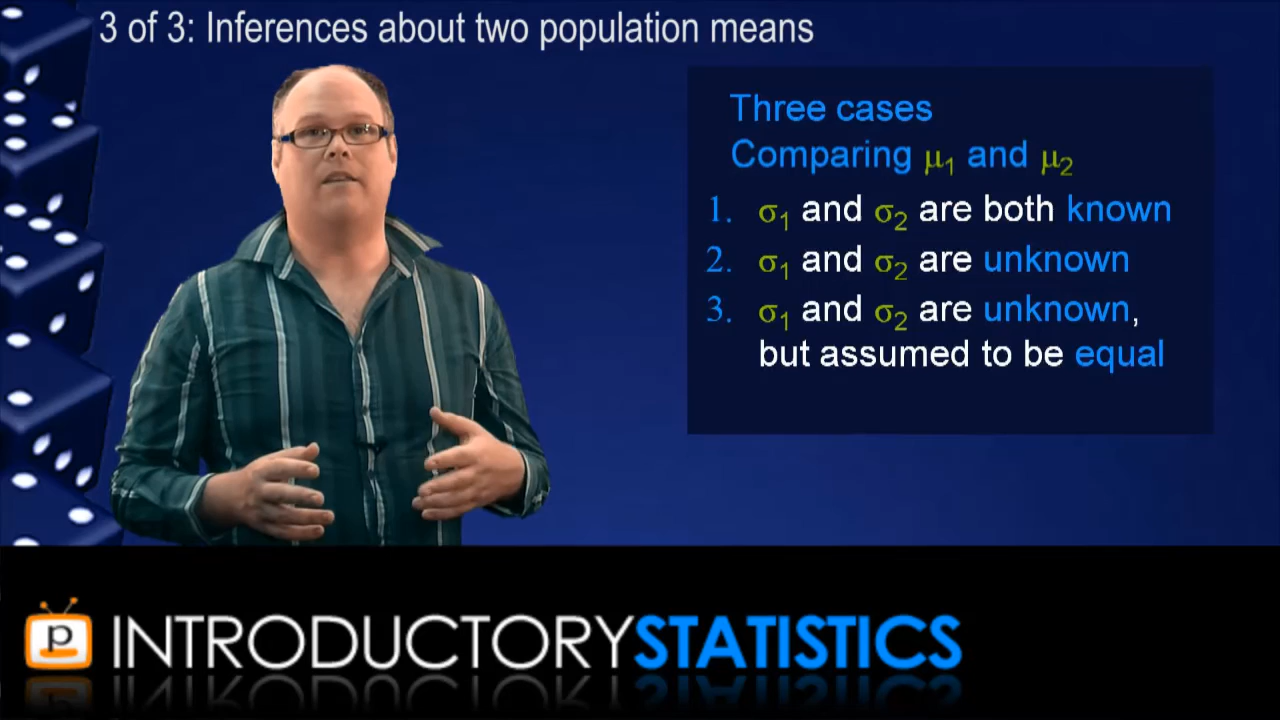 3 of 3: Inferences about two population means
Three cases
Comparing μ₁ and μ₂
1. σ₁ and σ₂ are both known
2. σ₁ and σ₂ are unknown
3. σ₁ and σ₂ are unknown,
but assumed to be equal
p INTRODUCTORYSTATISTICS